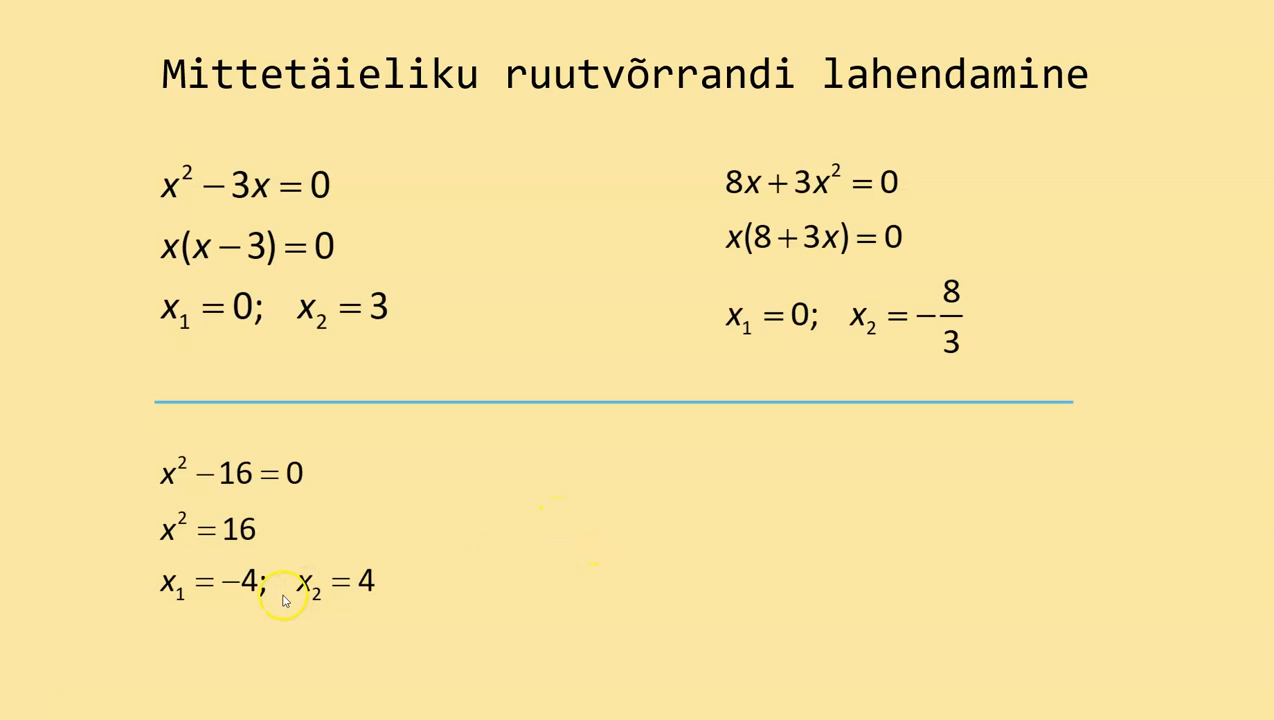 Mittetäieliku ruutvõrrandi lahendamine
x² − 3x = 0
x(x − 3) = 0
x₁ = 0; x₂ = 3
8x + 3x² = 0
x(8 + 3x) = 0
x₁ = 0; x₂ = −8/3
x² − 16 = 0
x² = 16
x₁ = −4; x₂ = 4